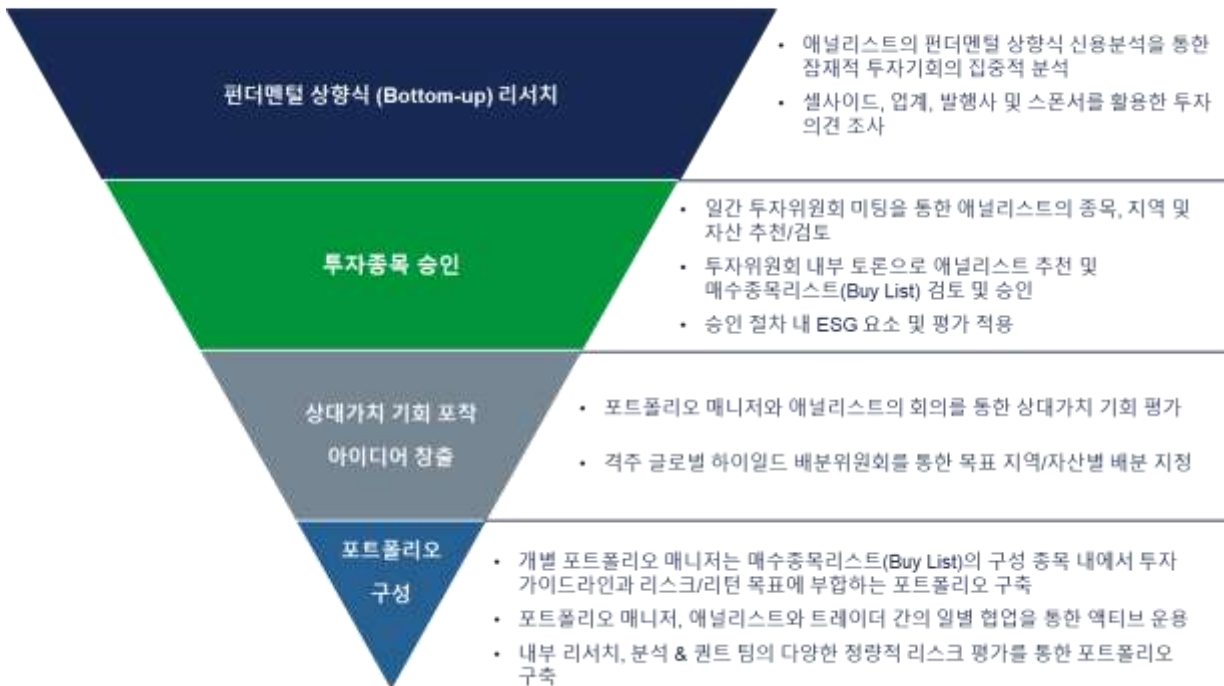 펀더멘털 상향식 (Bottom-up) 리서치
• 애널리스트의 펀더멘털 상향식 신용분석을 통한
잠재적 투자기회의 집중적 분석
• 셀사이드, 업계, 발행사 및 스폰서를 활용한 투자
의견 조사
투자종목 승인
• 일간 투자위원회 미팅을 통한 애널리스트의 종목, 지역 및
자산 추천/검토
• 투자위원회 내부 토론으로 애널리스트 추천 및
매수종목리스트(Buy List) 검토 및 승인
• 승인 절차 내 ESG 요소 및 평가 적용
상대가치 기회 포착
아이디어 창출
• 포트폴리오 매니저와 애널리스트의 회의를 통한 상대가치 기회 평가
• 격주 글로벌 하이일드 배분위원회를 통한 목표 지역/자산별 배분 지정
포트폴리오
구성
• 개별 포트폴리오 매니저는 매수종목리스트(Buy List)의 구성 종목 내에서 투자
가이드라인과 리스크/리턴 목표에 부합하는 포트폴리오 구축
• 포트폴리오 매니저, 애널리스트와 트레이더 간의 일별 협업을 통한 액티브 운용
• 내부 리서치, 분석 & 퀀트 팀의 다양한 정량적 리스크 평가를 통한 포트폴리오
구축